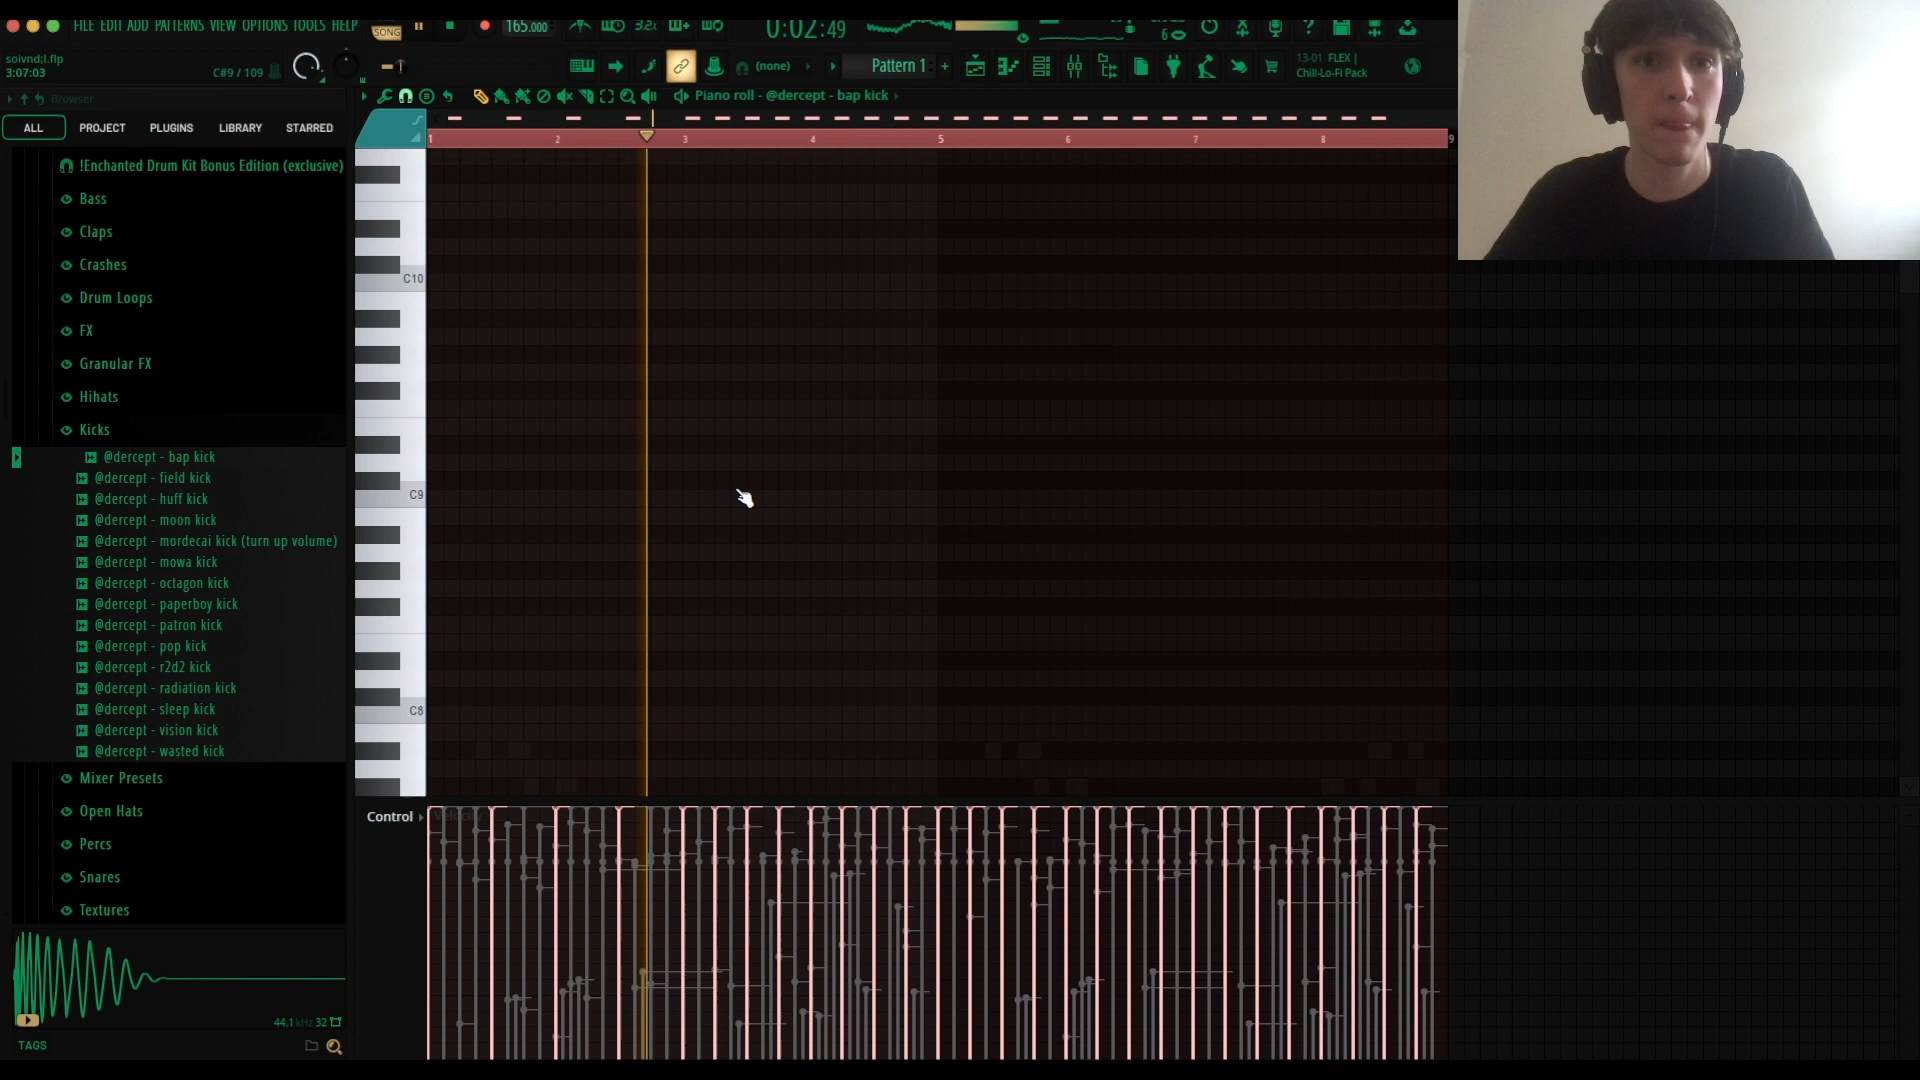 FILE EDIT ADD PATTERNS VIEW OPTIONS TOOLS HELP
SONG
165.000
3.2.
0:02:49
6
soivnd;l.flp
3:07:03
C#9 / 109
(none)
Pattern 1
+
13-01 FLEX |
Chill-Lo-Fi Pack
Browser
Piano roll - @dercept - bap kick
ALL
PROJECT
PLUGINS
LIBRARY
STARRED
1 2 3 4 5 6 7 8 9
!Enchanted Drum Kit Bonus Edition (exclusive)
Bass
Claps
Crashes
Drum Loops
FX
Granular FX
Hihats
Kicks
@dercept - bap kick
@dercept - field kick
@dercept - huff kick
@dercept - moon kick
@dercept - mordecai kick (turn up volume)
@dercept - mowa kick
@dercept - octagon kick
@dercept - paperboy kick
@dercept - patron kick
@dercept - pop kick
@dercept - r2d2 kick
@dercept - radiation kick
@dercept - sleep kick
@dercept - vision kick
@dercept - wasted kick
Mixer Presets
Open Hats
Percs
Snares
Textures
C10
C9
C8
Control
Velocity
44.1kHz 32
TAGS